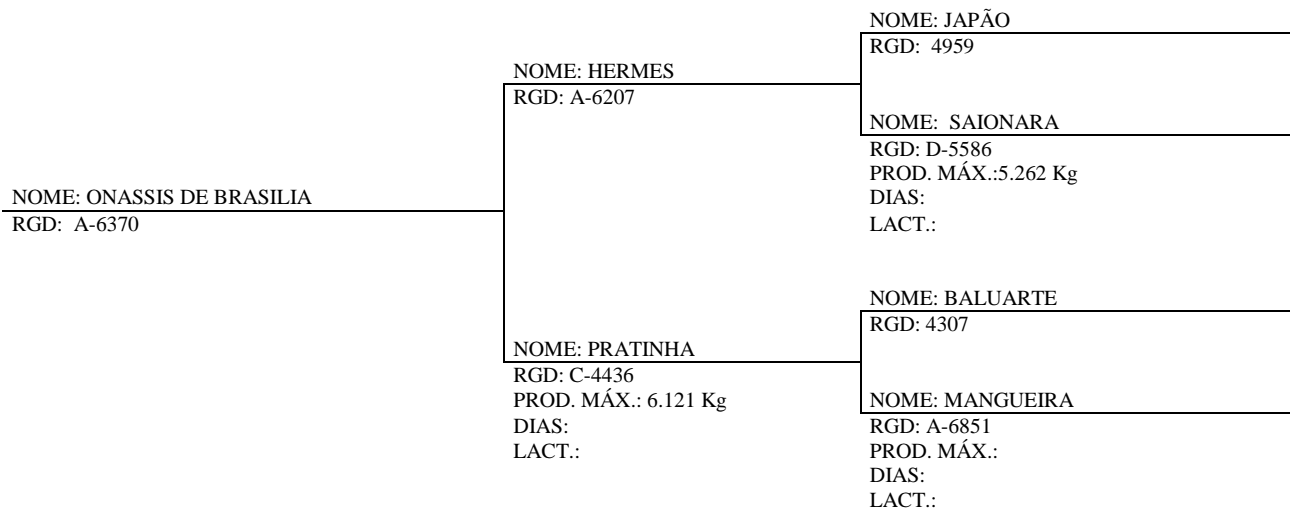 NOME: JAPÃO
RGD: 4959
NOME: HERMES
RGD: A-6207
NOME: SAIONARA
RGD: D-5586
PROD. MÁX.:5.262 Kg
DIAS:
LACT.:
NOME: ONASSIS DE BRASILIA
RGD: A-6370
NOME: BALUARTE
RGD: 4307
NOME: PRATINHA
RGD: C-4436
PROD. MÁX.: 6.121 Kg
DIAS:
LACT.:
NOME: MANGUEIRA
RGD: A-6851
PROD. MÁX.:
DIAS:
LACT.: